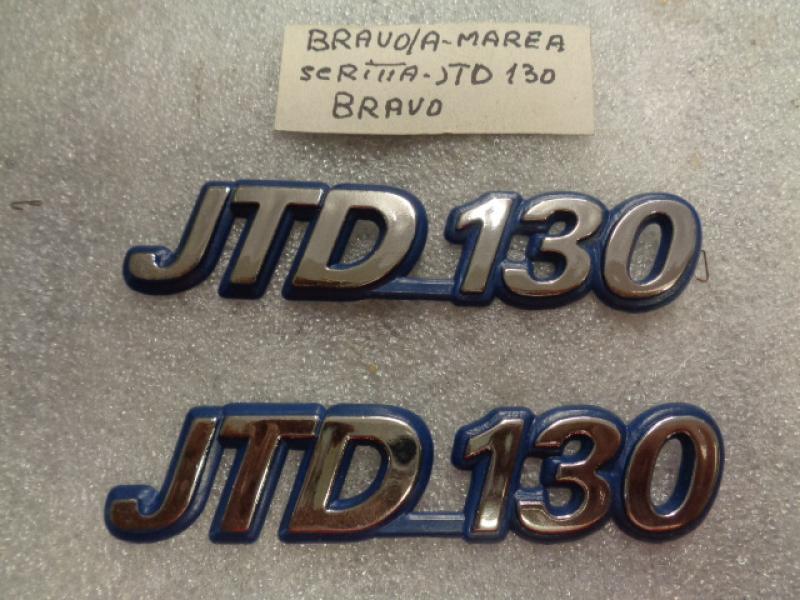 BRAVO/A-MAREA
SCRITTA-JTD 130
BRAVO
JTD 130
JTD 130